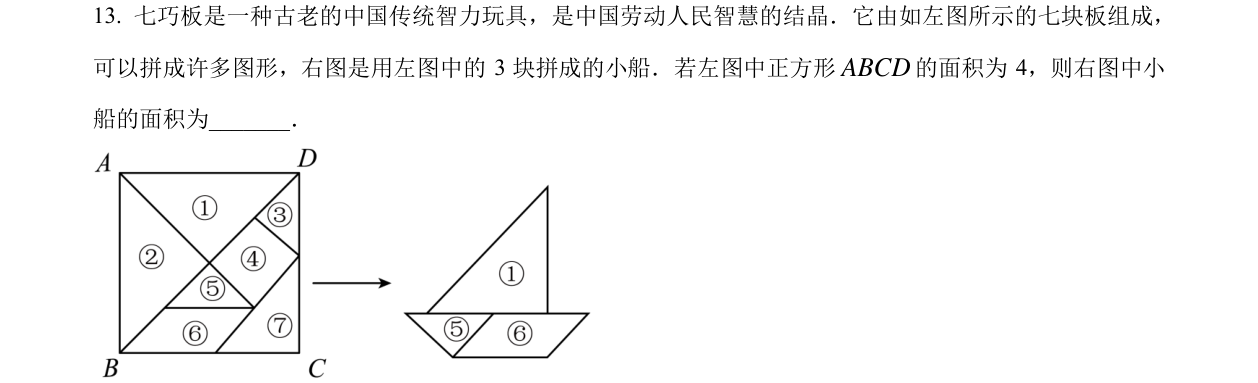 13. 七巧板是一种古老的中国传统智力玩具，是中国劳动人民智慧的结晶．它由如左图所示的七块板组成，
可以拼成许多图形，右图是用左图中的 3 块拼成的小船．若左图中正方形 ABCD 的面积为 4，则右图中小
船的面积为_______．
A
D
①
③
②
④
⑤
⑥
⑦
B
C
①
⑤
⑥